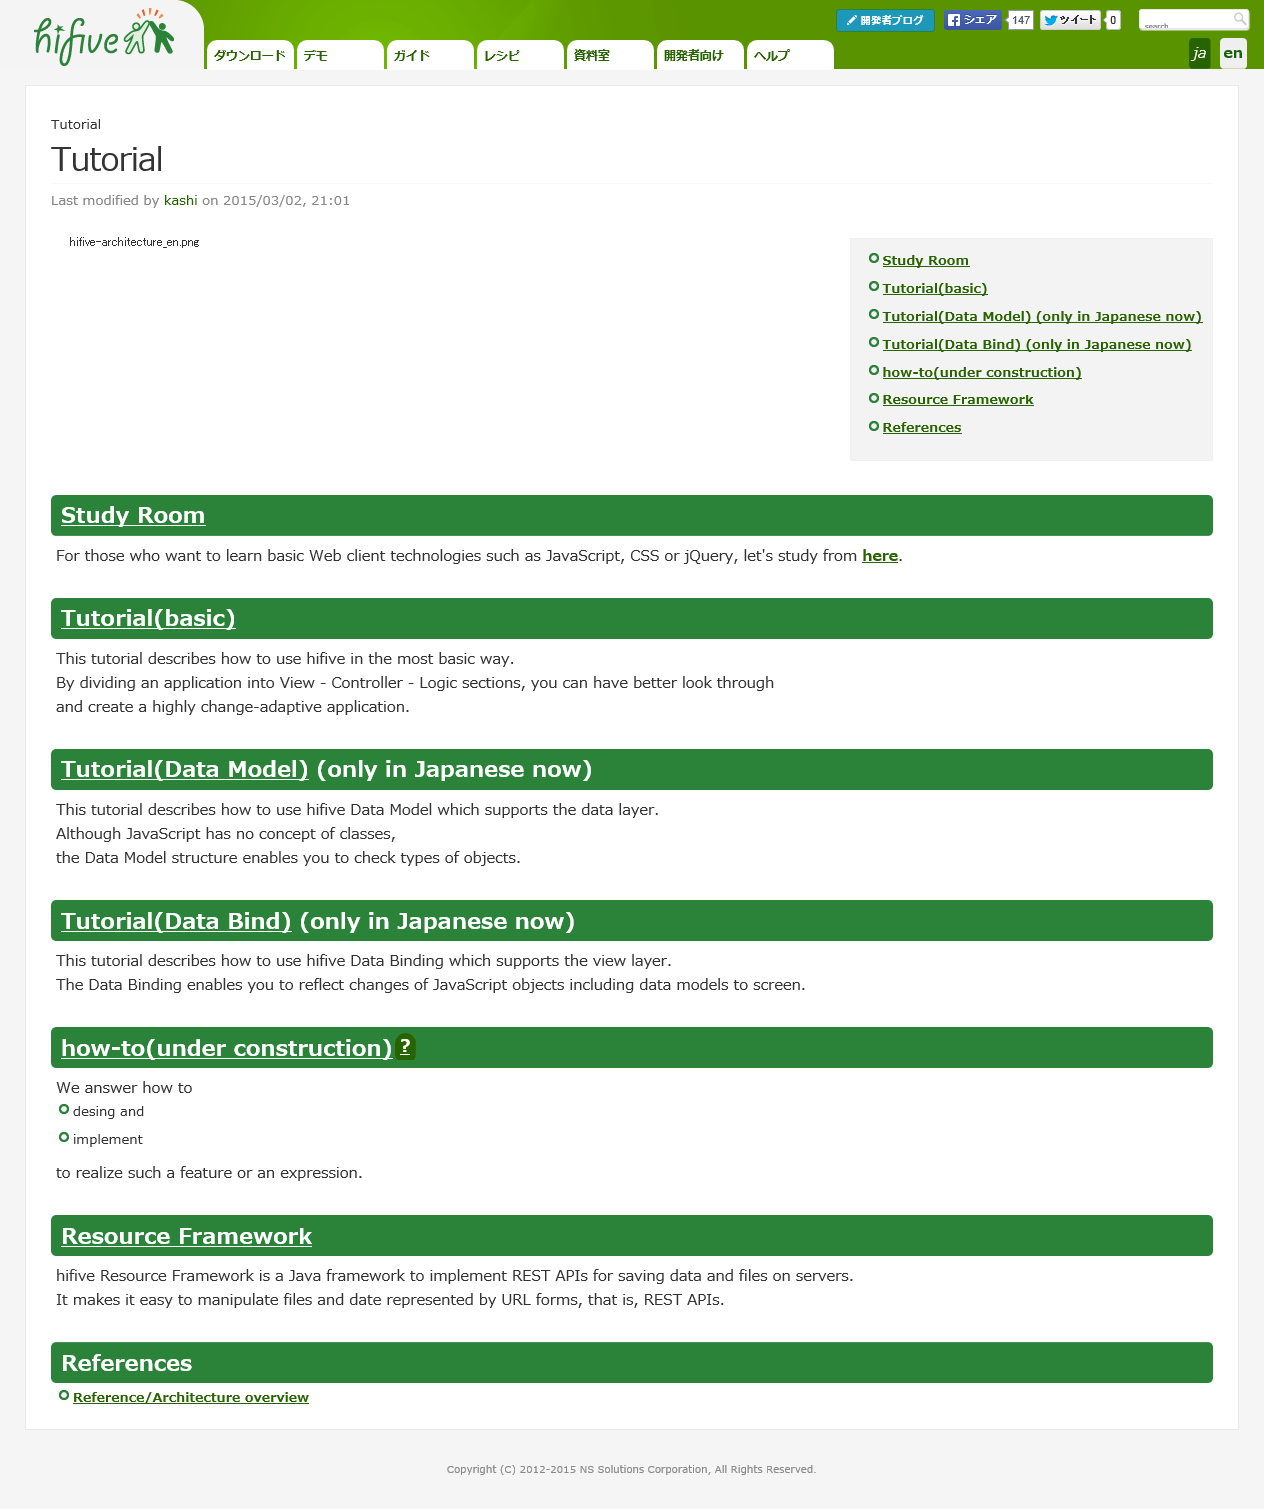 hifive
開発者ブログ
シェア
147
ツイート
0
search
ダウンロード
デモ
ガイド
レシピ
資料室
開発者向け
ヘルプ
ja
en
Tutorial
Tutorial
Last modified by kashi on 2015/03/02, 21:01
hifive-architecture_en.png
Study Room
Tutorial(basic)
Tutorial(Data Model) (only in Japanese now)
Tutorial(Data Bind) (only in Japanese now)
how-to(under construction)
Resource Framework
References
Study Room
For those who want to learn basic Web client technologies such as JavaScript, CSS or jQuery, let's study from here.
Tutorial(basic)
This tutorial describes how to use hifive in the most basic way.
By dividing an application into View - Controller - Logic sections, you can have better look through
and create a highly change-adaptive application.
Tutorial(Data Model) (only in Japanese now)
This tutorial describes how to use hifive Data Model which supports the data layer.
Although JavaScript has no concept of classes,
the Data Model structure enables you to check types of objects.
Tutorial(Data Bind) (only in Japanese now)
This tutorial describes how to use hifive Data Binding which supports the view layer.
The Data Binding enables you to reflect changes of JavaScript objects including data models to screen.
how-to(under construction)?
We answer how to
desing and
implement
to realize such a feature or an expression.
Resource Framework
hifive Resource Framework is a Java framework to implement REST APIs for saving data and files on servers.
It makes it easy to manipulate files and date represented by URL forms, that is, REST APIs.
References
Reference/Architecture overview
Copyright (C) 2012-2015 NS Solutions Corporation, All Rights Reserved.